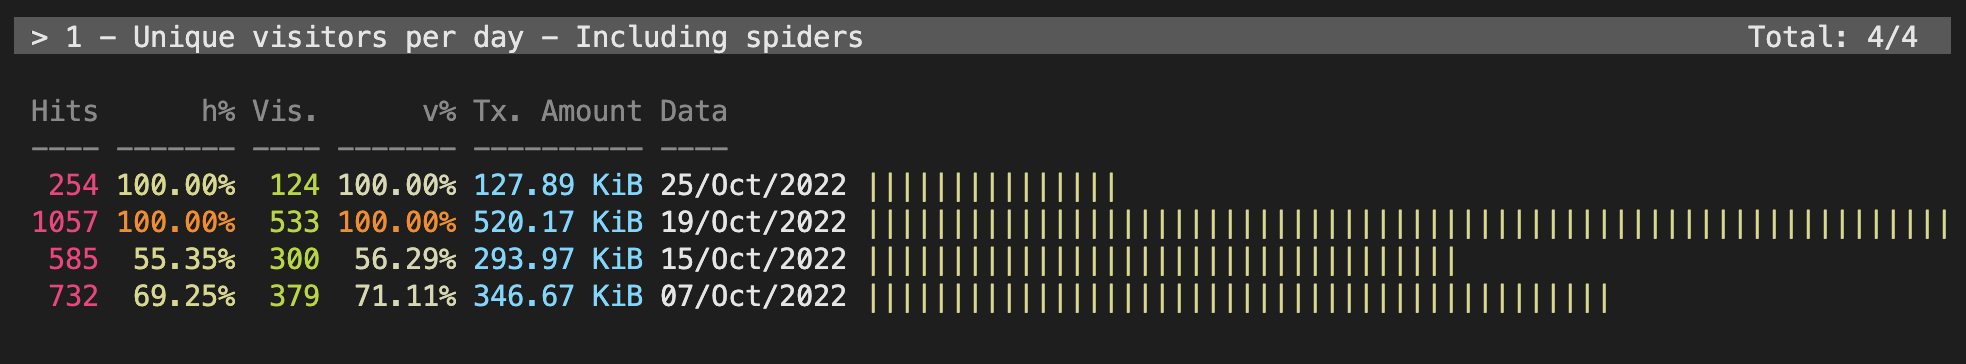 > 1 - Unique visitors per day - Including spiders Total: 4/4
Hits h% Vis. v% Tx. Amount Data
---- ------- ---- ------- ---------- ----
254 100.00% 124 100.00% 127.89 KiB 25/Oct/2022 |||||||||||||||
1057 100.00% 533 100.00% 520.17 KiB 19/Oct/2022 ||||||||||||||||||||||||||||||||||||||||||||||||||||||||||||||||
585 55.35% 300 56.29% 293.97 KiB 15/Oct/2022 |||||||||||||||||||||||||||||||||||
732 69.25% 379 71.11% 346.67 KiB 07/Oct/2022 ||||||||||||||||||||||||||||||||||||||||||||